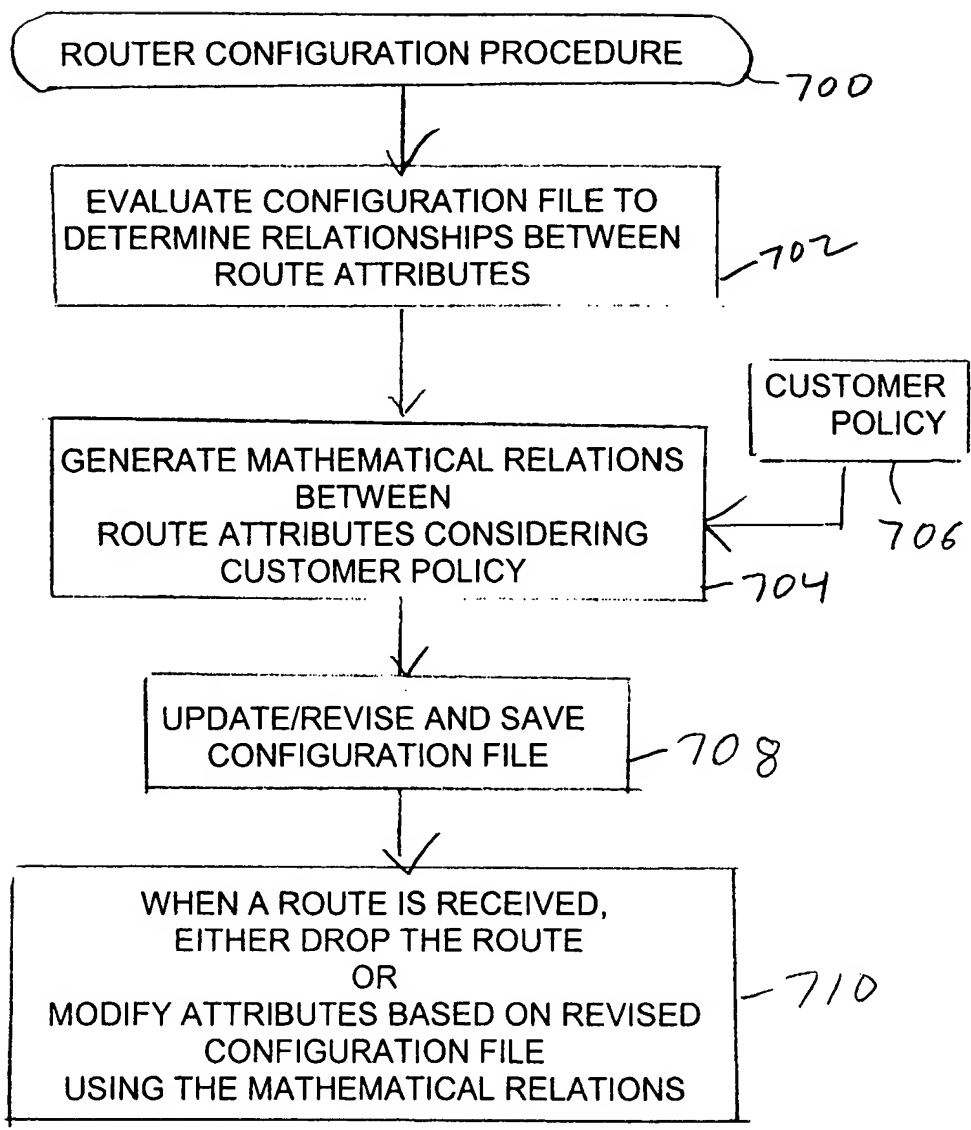 ROUTER CONFIGURATION PROCEDURE
700
EVALUATE CONFIGURATION FILE TO
DETERMINE RELATIONSHIPS BETWEEN
ROUTE ATTRIBUTES
702
CUSTOMER
POLICY
706
GENERATE MATHEMATICAL RELATIONS
BETWEEN
ROUTE ATTRIBUTES CONSIDERING
CUSTOMER POLICY
704
UPDATE/REVISE AND SAVE
CONFIGURATION FILE
708
WHEN A ROUTE IS RECEIVED,
EITHER DROP THE ROUTE
OR
MODIFY ATTRIBUTES BASED ON REVISED
CONFIGURATION FILE
USING THE MATHEMATICAL RELATIONS
710